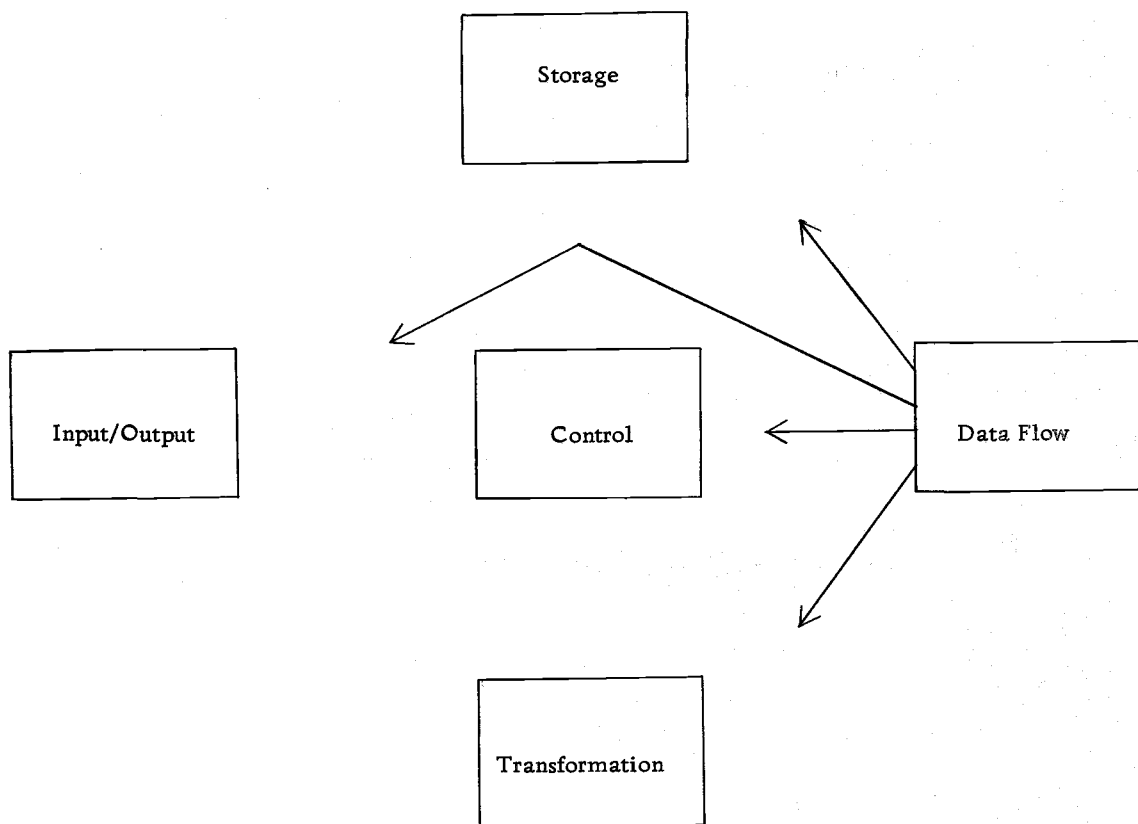 Storage
Input/Output
Control
Data Flow
Transformation